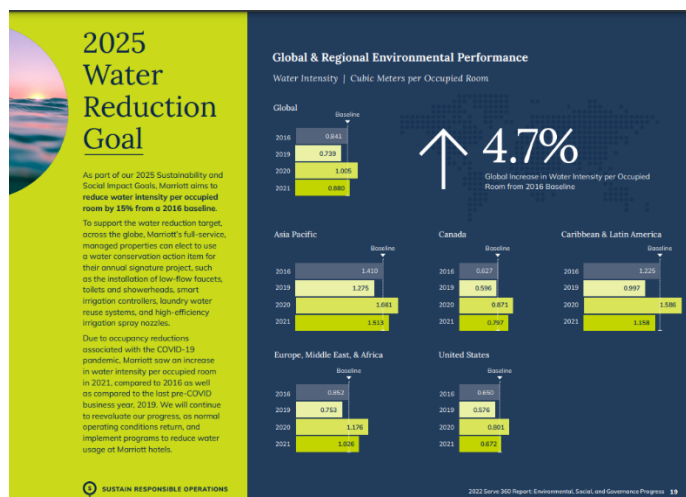 2025
Water
Reduction
Goal
As part of our 2025 Sustainability and
Social Impact Goals, Marriott aims to
reduce water intensity per occupied
room by 15% from a 2016 baseline.
To support the water reduction target,
across the globe, Marriott's full-service,
managed properties can elect to use
a water conservation action item for
their annual signature project, such
as the installation of low-flow faucets,
toilets and showerheads, smart
irrigation controllers, laundry water
reuse systems, and high-efficiency
irrigation spray nozzles.
Due to occupancy reductions
associated with the COVID-19
pandemic, Marriott saw an increase
in water intensity per occupied room
in 2021, compared to 2016 as well
as compared to the last pre-COVID
business year, 2019. We will continue
to reevaluate our progress, as normal
operating conditions return, and
implement programs to reduce water
usage at Marriott hotels.
S SUSTAIN RESPONSIBLE OPERATIONS
Global & Regional Environmental Performance
Water Intensity | Cubic Meters per Occupied Room
Global
Baseline
2016 0.841
2019 0.739
2020 1.005
2021 0.880
4.7%
Global Increase in Water Intensity per Occupied
Room from 2016 Baseline
Asia Pacific
Baseline
2016 1.410
2019 1.275
2020 1.661
2021 1.513
Canada
Baseline
2016 0.627
2019 0.596
2020 0.871
2021 0.797
Caribbean & Latin America
Baseline
2016 1.225
2019 0.997
2020 1.586
2021 1.158
Europe, Middle East, & Africa
Baseline
2016 0.852
2019 0.753
2020 1.176
2021 1.026
United States
Baseline
2016 0.650
2019 0.576
2020 0.801
2021 0.672
2022 Serve 360 Report: Environmental, Social, and Governance Progress 19